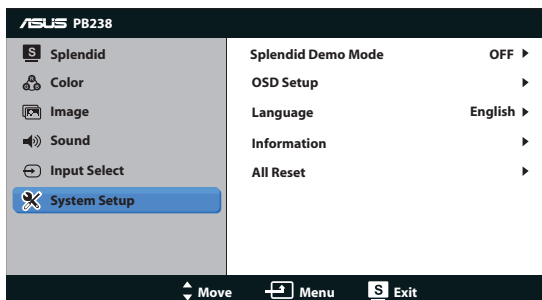 ASUS PB238
S Splendid
Color
Image
Sound
Input Select
System Setup
Splendid Demo Mode OFF
OSD Setup
Language English
Information
All Reset
Move Menu S Exit